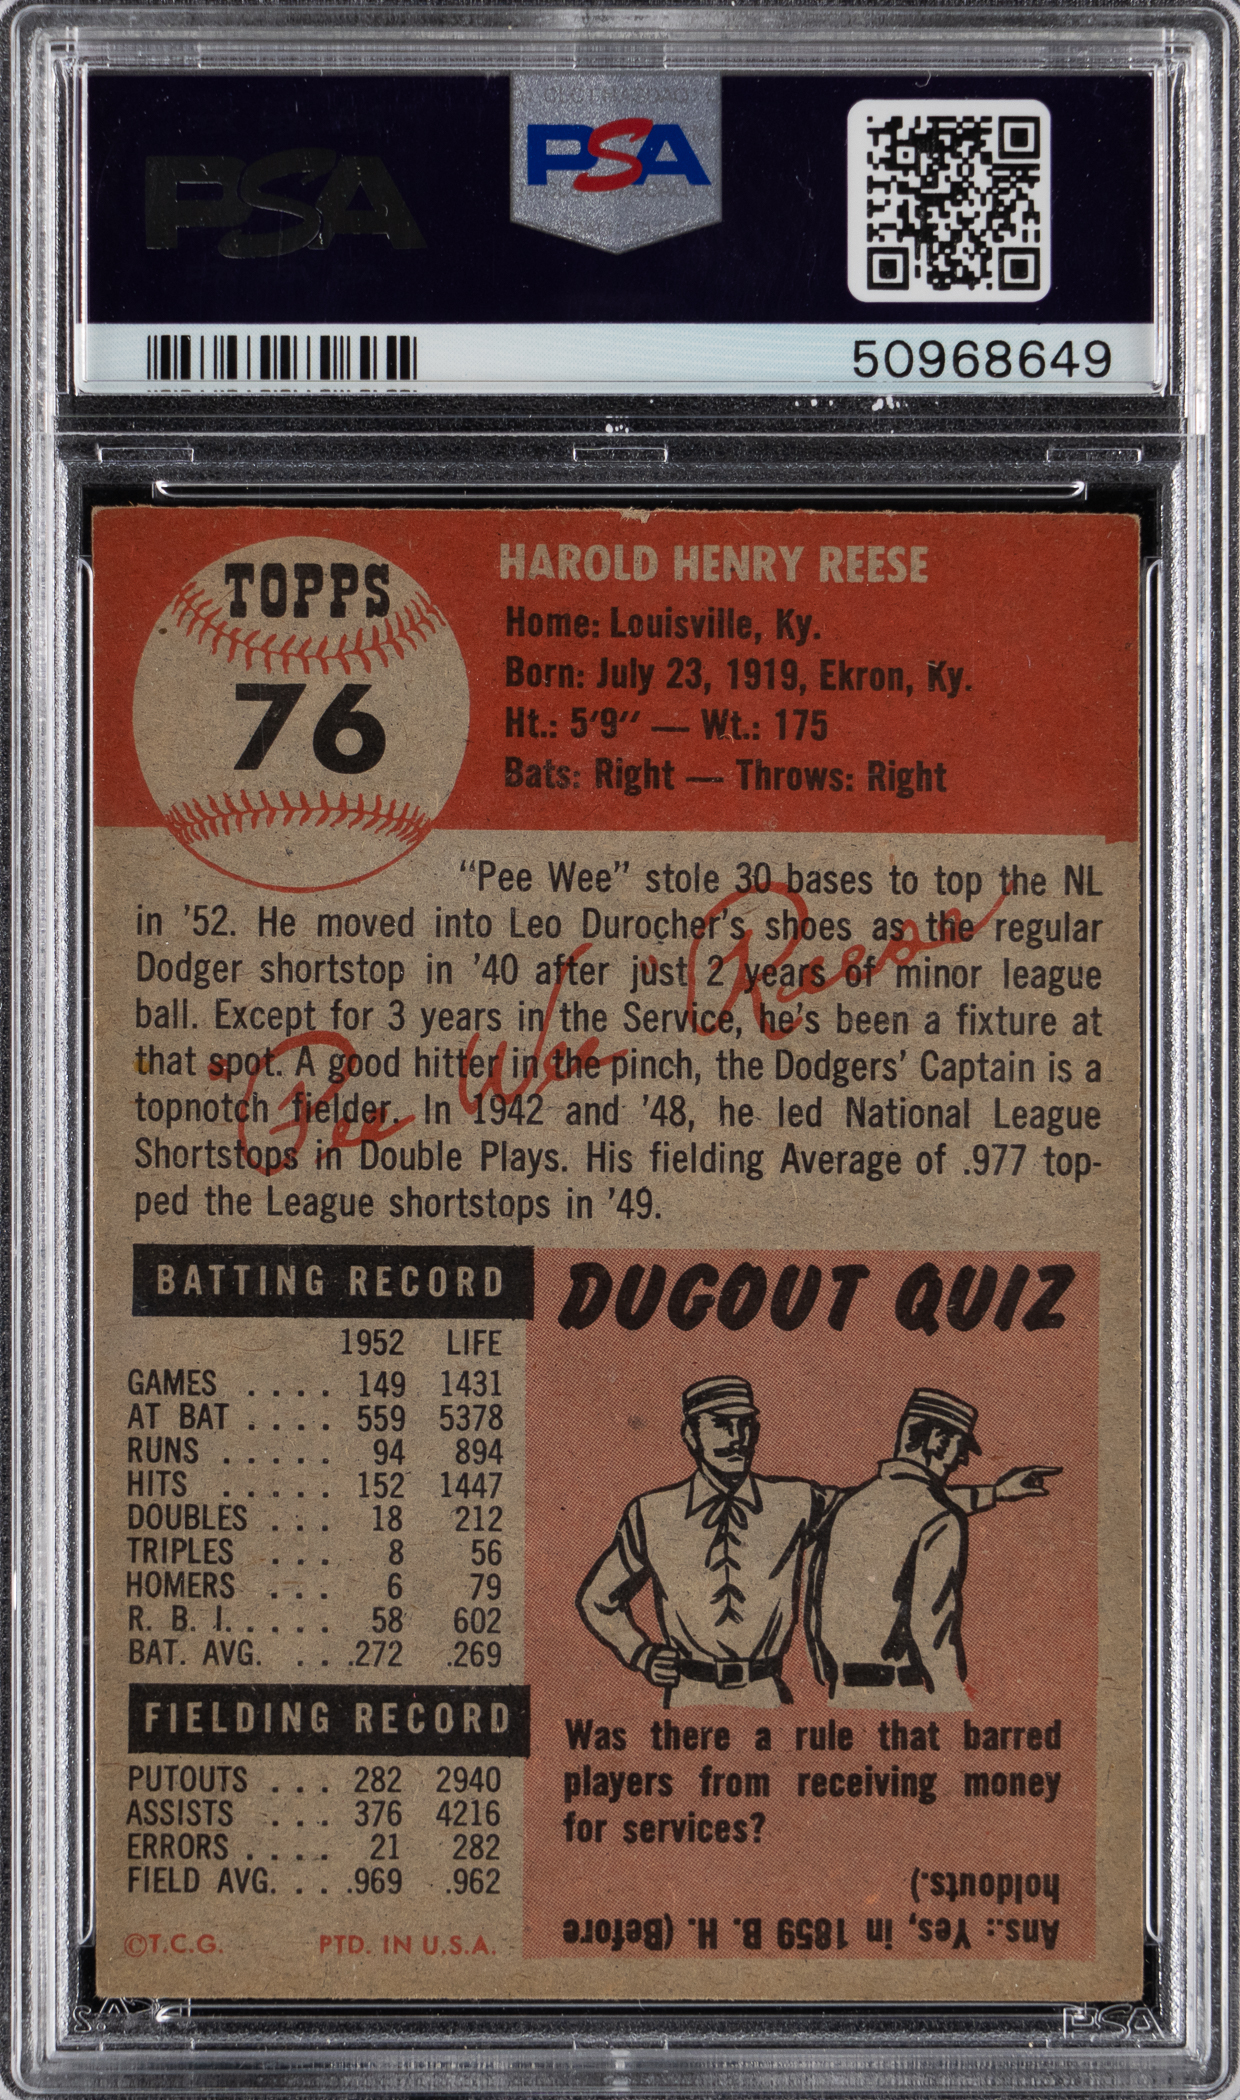 PSA
PSA
50968649
TOPPS
76
HAROLD HENRY REESE
Home: Louisville, Ky.
Born: July 23, 1919, Ekron, Ky.
Ht.: 5'9" — Wt.: 175
Bats: Right — Throws: Right
"Pee Wee" stole 30 bases to top the NL
in '52. He moved into Leo Durocher's shoes as the regular
Dodger shortstop in '40 after just 2 years of minor league
ball. Except for 3 years in the Service, he's been a fixture at
that spot. A good hitter in the pinch, the Dodgers' Captain is a
topnotch fielder. In 1942 and '48, he led National League
Shortstops in Double Plays. His fielding Average of .977 top-
ped the League shortstops in '49.
"Pee Wee" Reese
BATTING RECORD
1952 LIFE
GAMES .... 149 1431
AT BAT .... 559 5378
RUNS ..... 94 894
HITS ..... 152 1447
DOUBLES ... 18 212
TRIPLES ... 8 56
HOMERS ... 6 79
R. B. I. .... 58 602
BAT. AVG. ... .272 .269
FIELDING RECORD
PUTOUTS ... 282 2940
ASSISTS ... 376 4216
ERRORS .... 21 282
FIELD AVG. ... .969 .962
©T.C.G. PTD. IN U.S.A.
DUGOUT QUIZ
Was there a rule that barred
players from receiving money
for services?
Ans.: Yes, in 1859 B. H. (Before
holdouts.)
PSA